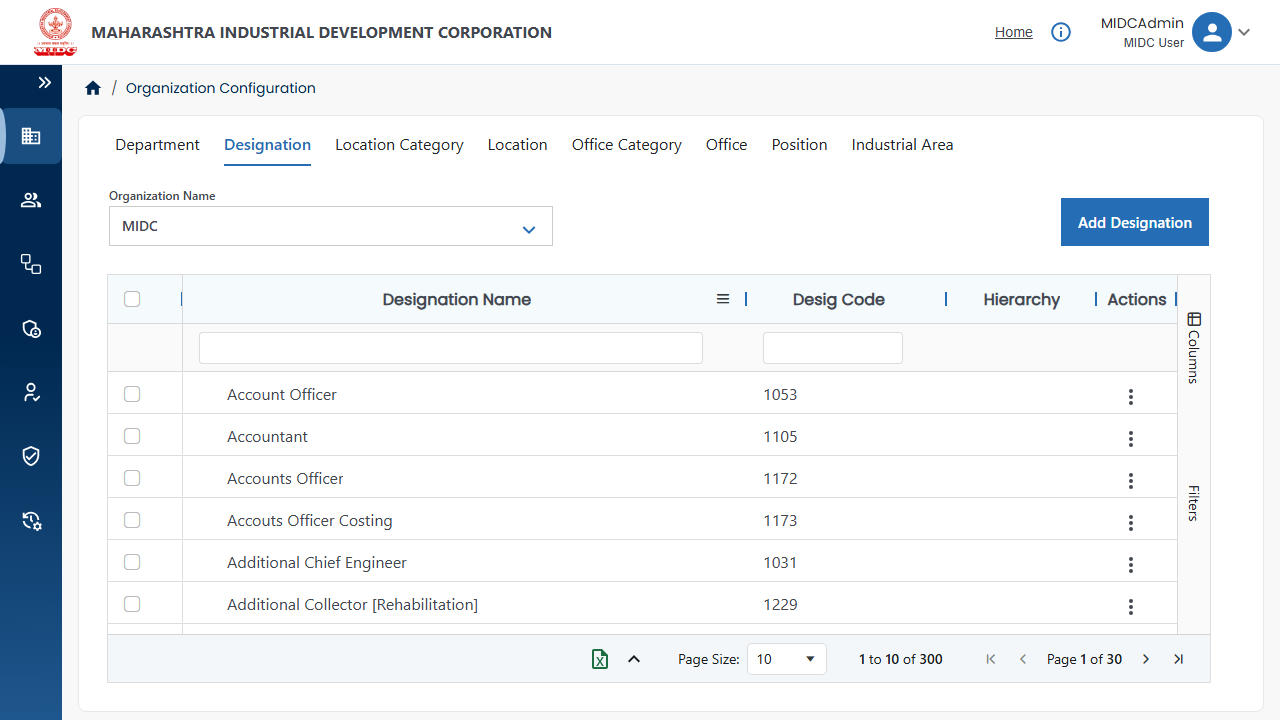 MIDC
MAHARASHTRA INDUSTRIAL DEVELOPMENT CORPORATION
Home
MIDCAdmin
MIDC User
/ Organization Configuration
Department Designation Location Category Location Office Category Office Position Industrial Area
Organization Name
MIDC
Add Designation
Designation Name Desig Code Hierarchy Actions
Account Officer 1053
Accountant 1105
Accounts Officer 1172
Accouts Officer Costing 1173
Additional Chief Engineer 1031
Additional Collector [Rehabilitation] 1229
Columns
Filters
Page Size: 10 1 to 10 of 300 Page 1 of 30